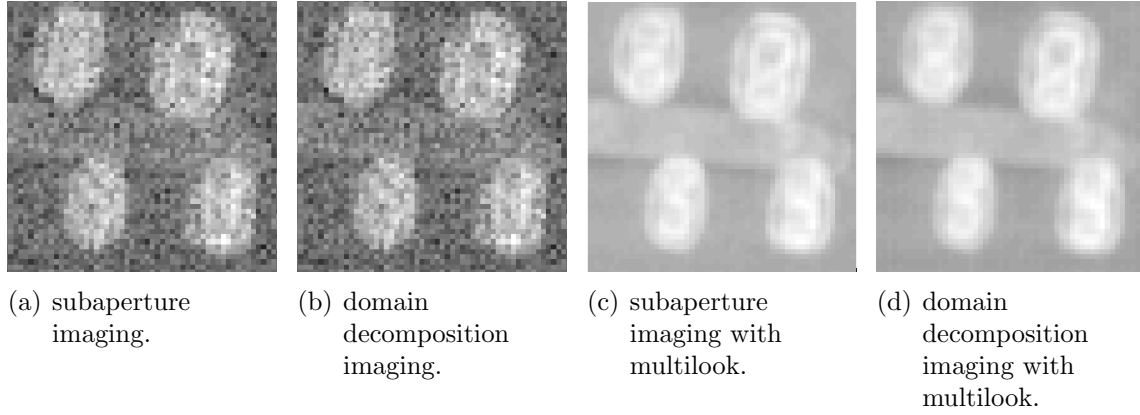 (a) subaperture
imaging.
(b) domain
decomposition
imaging.
(c) subaperture
imaging with
multilook.
(d) domain
decomposition
imaging with
multilook.